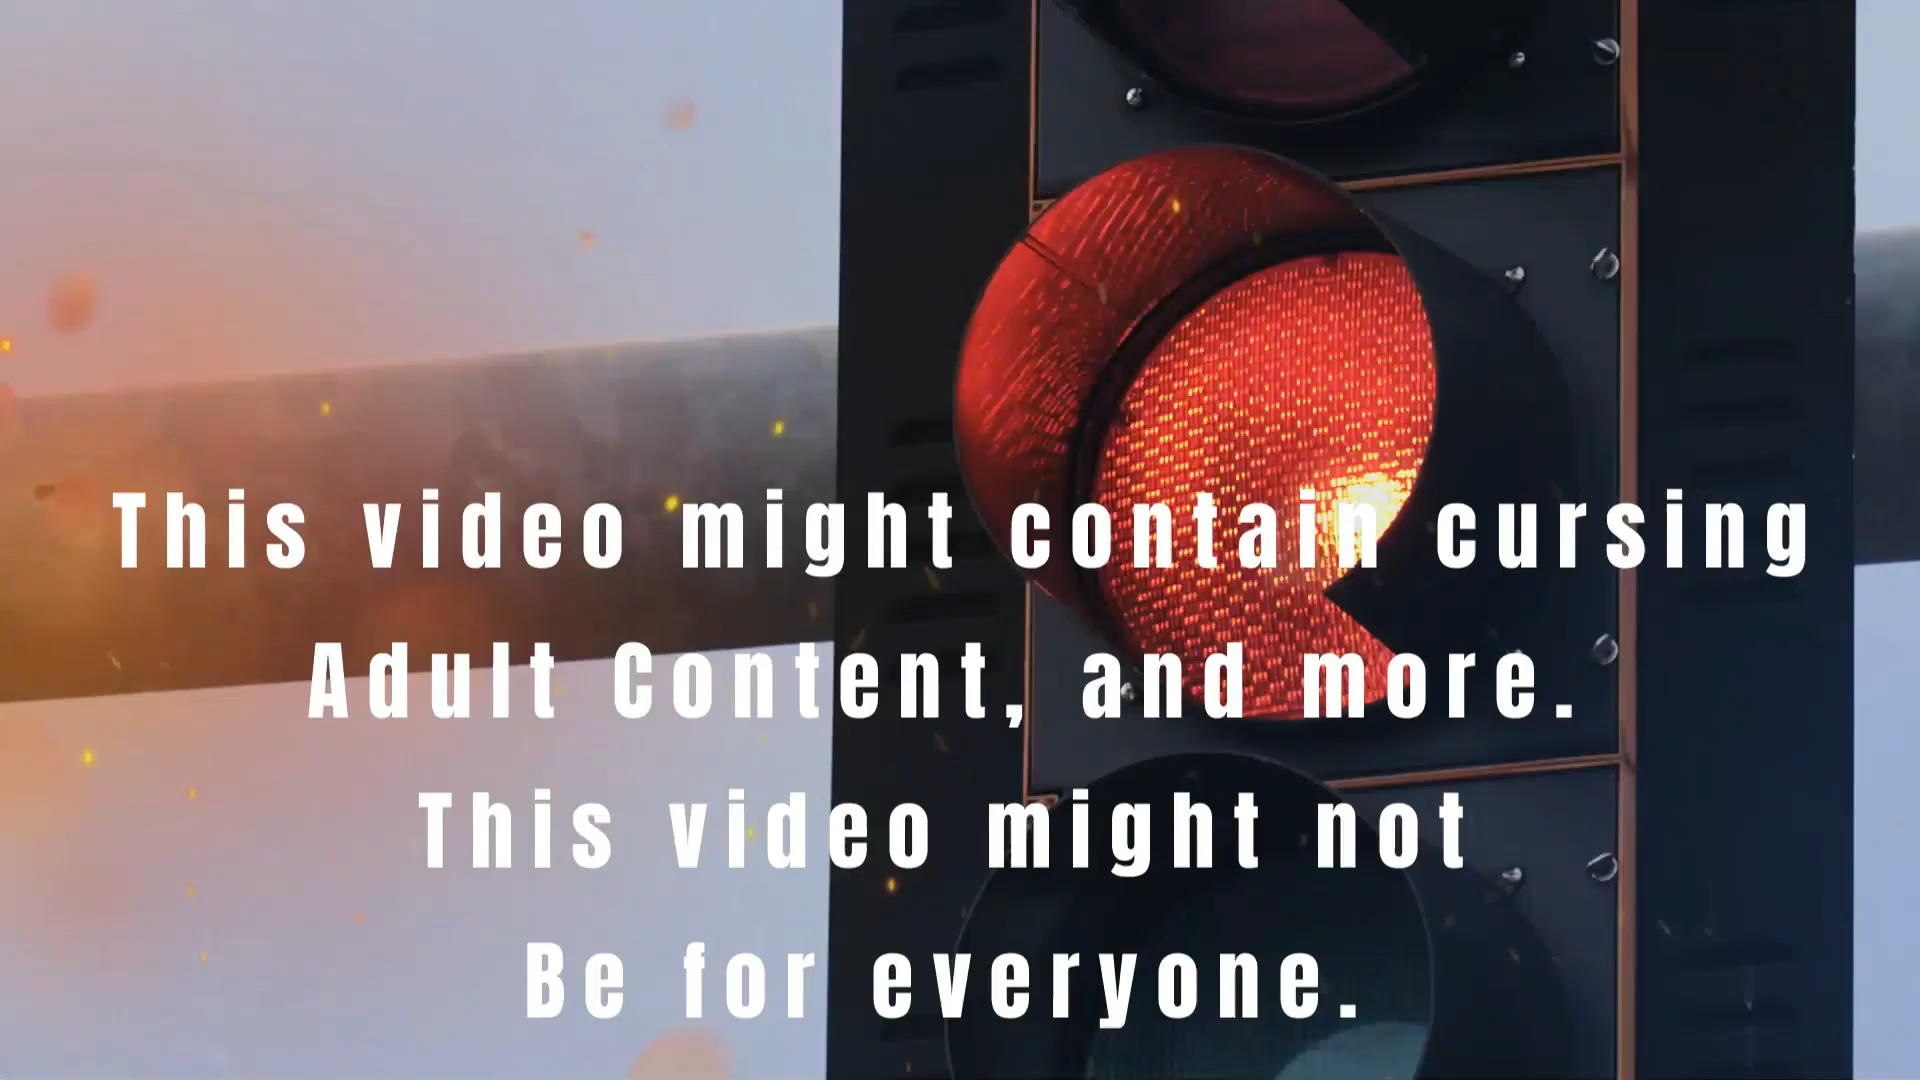 This video might contain cursing
Adult Content, and more.
This video might not
Be for everyone.